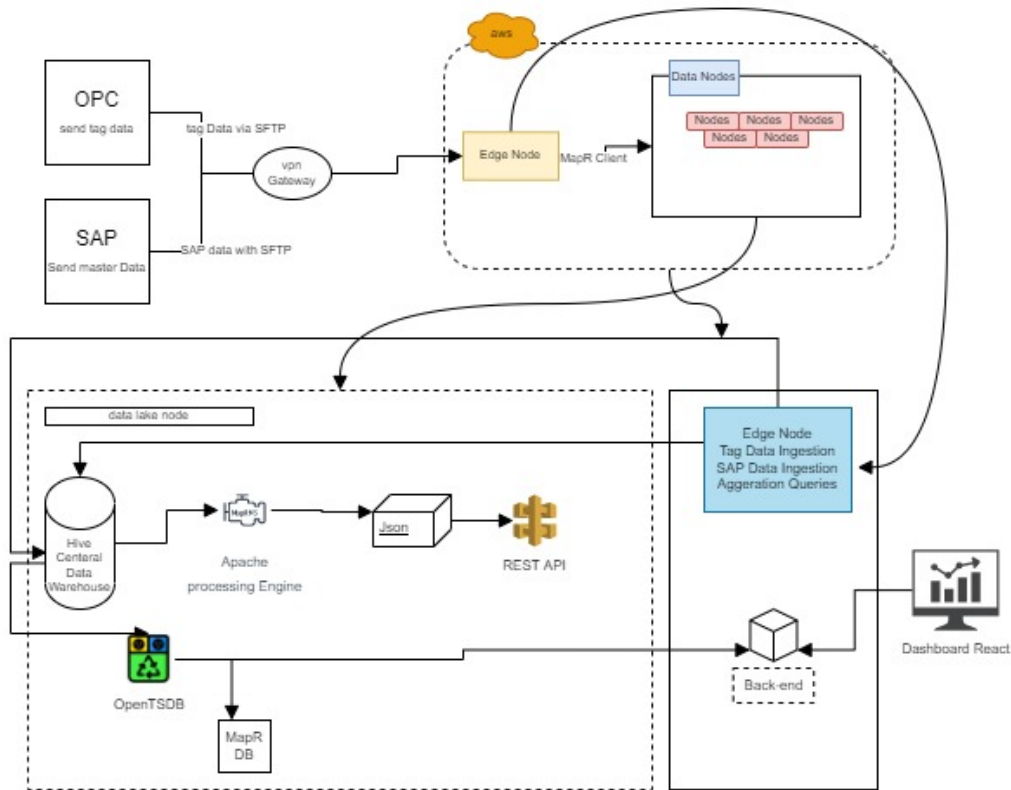 aws
OPC
send tag data
tag Data via SFTP
vpn
Gateway
SAP
Send master Data
SAP data with SFTP
Edge Node
MapR Client
Data Nodes
Nodes Nodes Nodes
Nodes Nodes
data lake node
Edge Node
Tag Data Ingestion
SAP Data Ingestion
Aggeration Queries
Hive
Centeral
Data
Warehouse
Apache
processing Engine
Json
REST API
OpenTSDB
MapR
DB
Back-end
Dashboard React